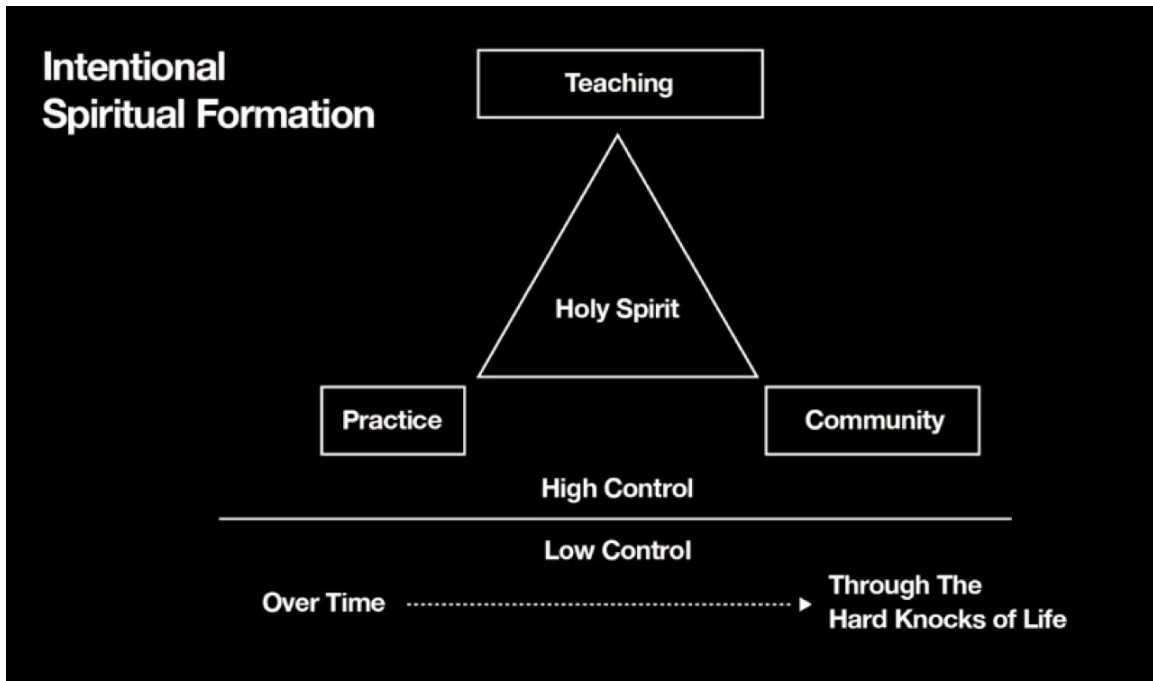 Intentional
Spiritual Formation
Teaching
Holy Spirit
Practice
Community
High Control
Low Control
Over Time
Through The
Hard Knocks of Life